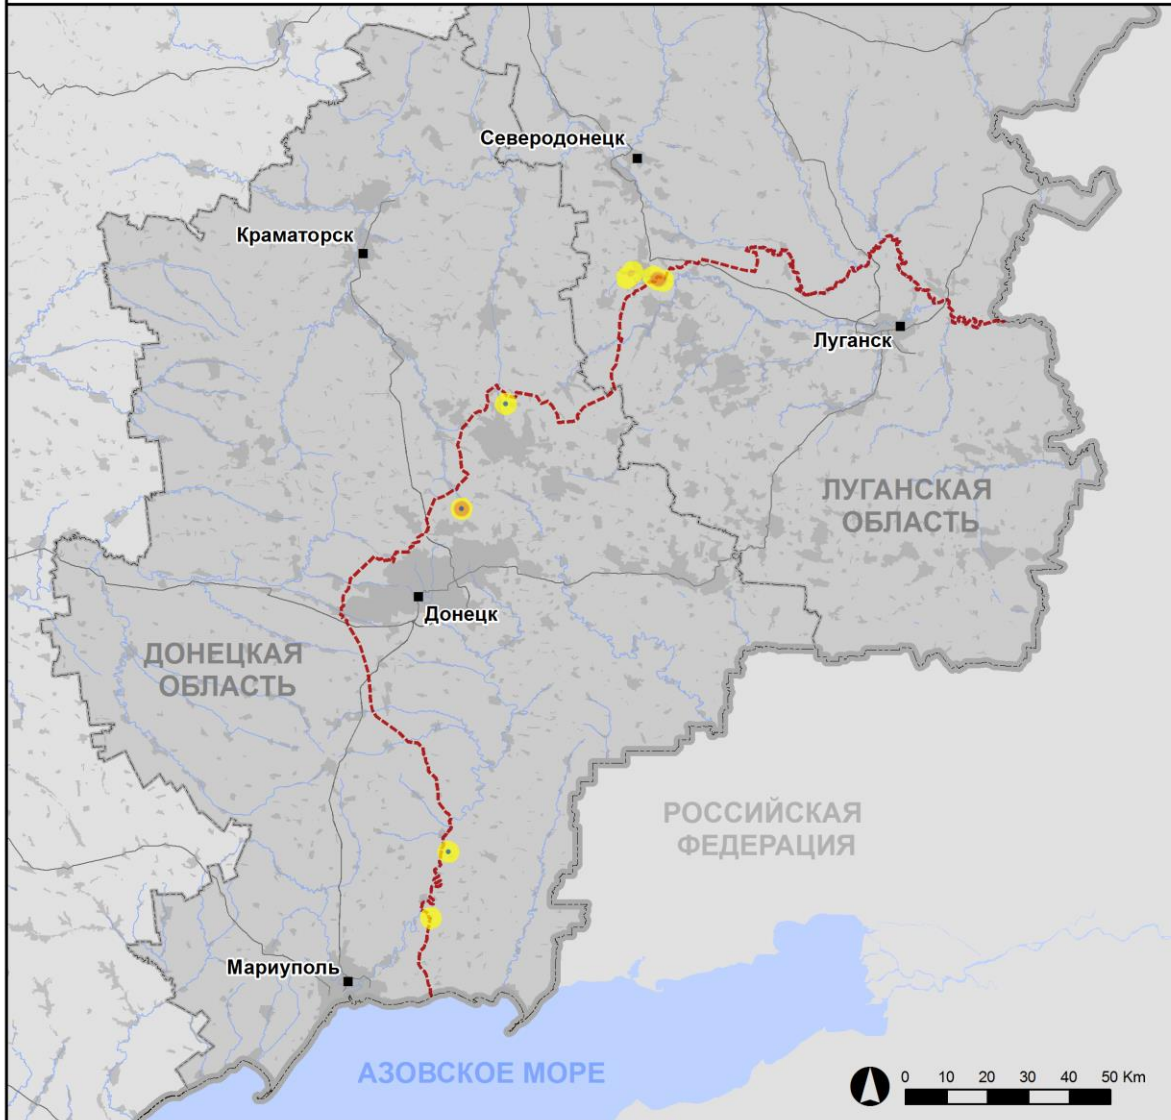 Северодонецк
Краматорск
Луганск
ЛУГАНСКАЯ
ОБЛАСТЬ
Донецк
ДОНЕЦКАЯ
ОБЛАСТЬ
РОССИЙСКАЯ
ФЕДЕРАЦИЯ
Мариуполь
АЗОВСКОЕ МОРЕ
0 10 20 30 40 50 Km